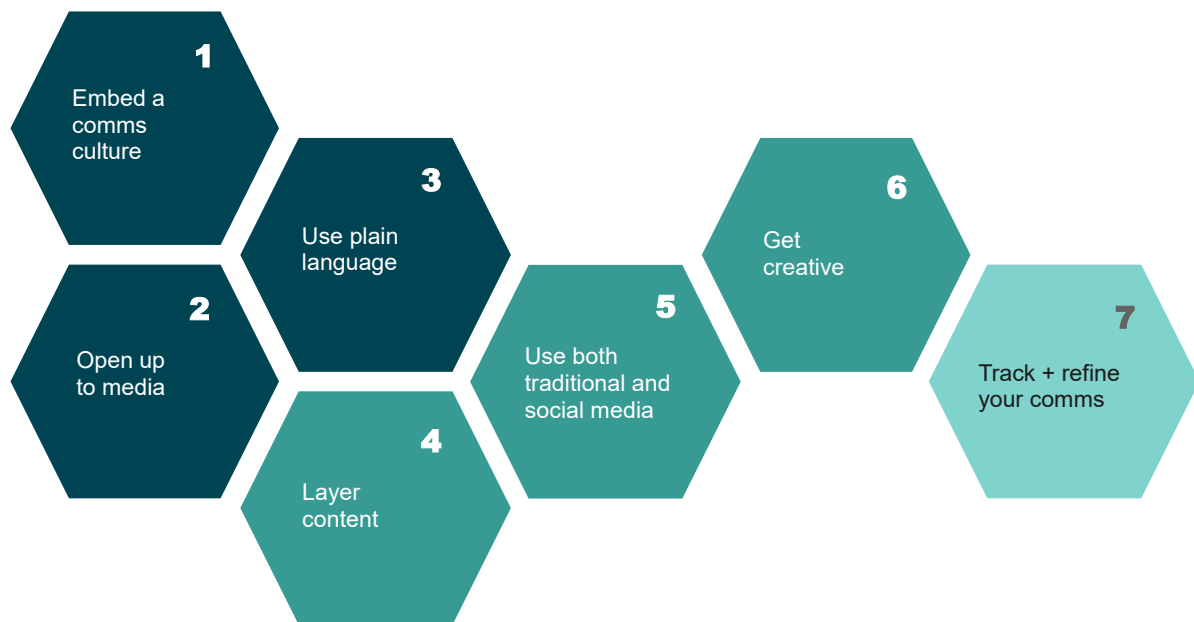 1
Embed a
comms
culture
2
Open up
to media
3
Use plain
language
4
Layer
content
5
Use both
traditional and
social media
6
Get
creative
7
Track + refine
your comms